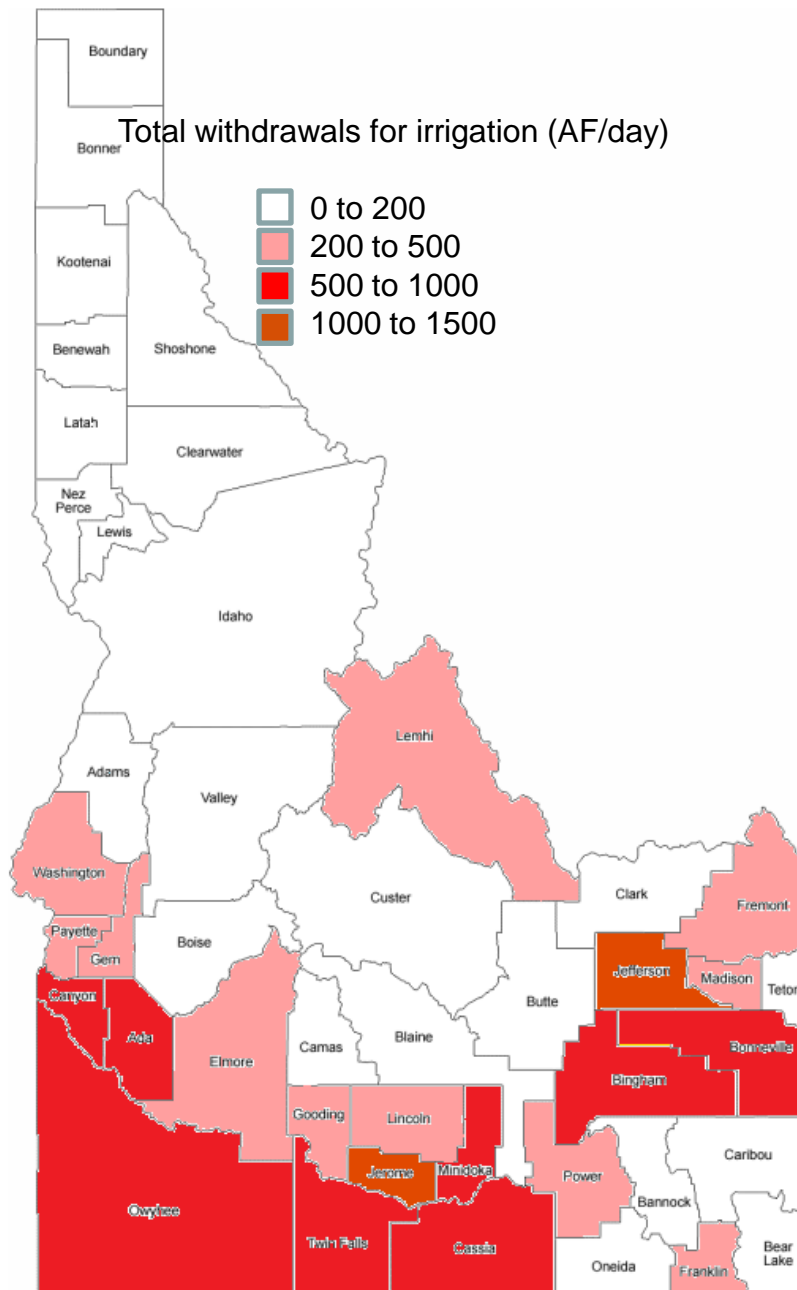 Boundary
Total withdrawals for irrigation (AF/day)
Bonner
0 to 200
200 to 500
500 to 1000
1000 to 1500
Kootenai
Benewah
Shoshone
Latah
Clearwater
Nez
Perce
Lewis
Idaho
Lemhi
Adams
Valley
Washington
Custer
Clark
Fremont
Payette
Gem
Boise
Jefferson
Madison
Teton
Canyon
Ada
Butte
Camas
Blaine
Elmore
Bonneville
Bingham
Gooding
Lincoln
Jerome
Minidoka
Power
Caribou
Bannock
Owyhee
Twin Falls
Cassia
Oneida
Franklin
Bear
Lake